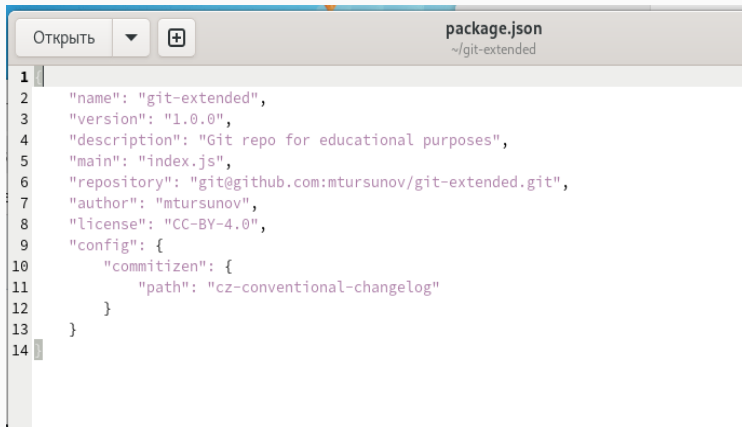 Открыть
package.json
~/git-extended
1 {
2     "name": "git-extended",
3     "version": "1.0.0",
4     "description": "Git repo for educational purposes",
5     "main": "index.js",
6     "repository": "git@github.com:mtursunov/git-extended.git",
7     "author": "mtursunov",
8     "license": "CC-BY-4.0",
9     "config": {
10         "commitizen": {
11             "path": "cz-conventional-changelog"
12         }
13     }
14 }